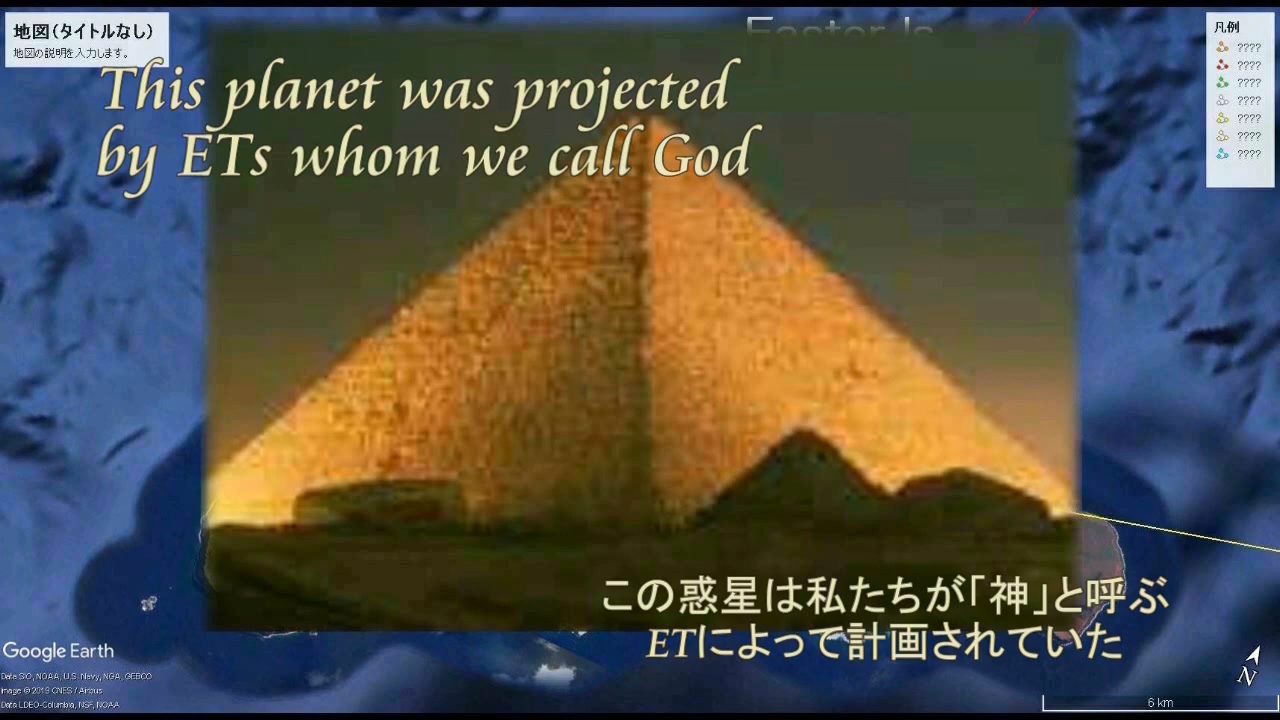 地図(タイトルなし)
地図の説明を入力します。
Easter Is
凡例
????
????
????
????
????
????
????
This planet was projected
by ETs whom we call God
この惑星は私たちが「神」と呼ぶ
ETによって計画されていた
Google Earth
Data SIO, NOAA, U.S. Navy, NGA, GEBCO
Image © 2019 CNES / Airbus
Data LDEO-Columbia, NSF, NOAA
N
6 km